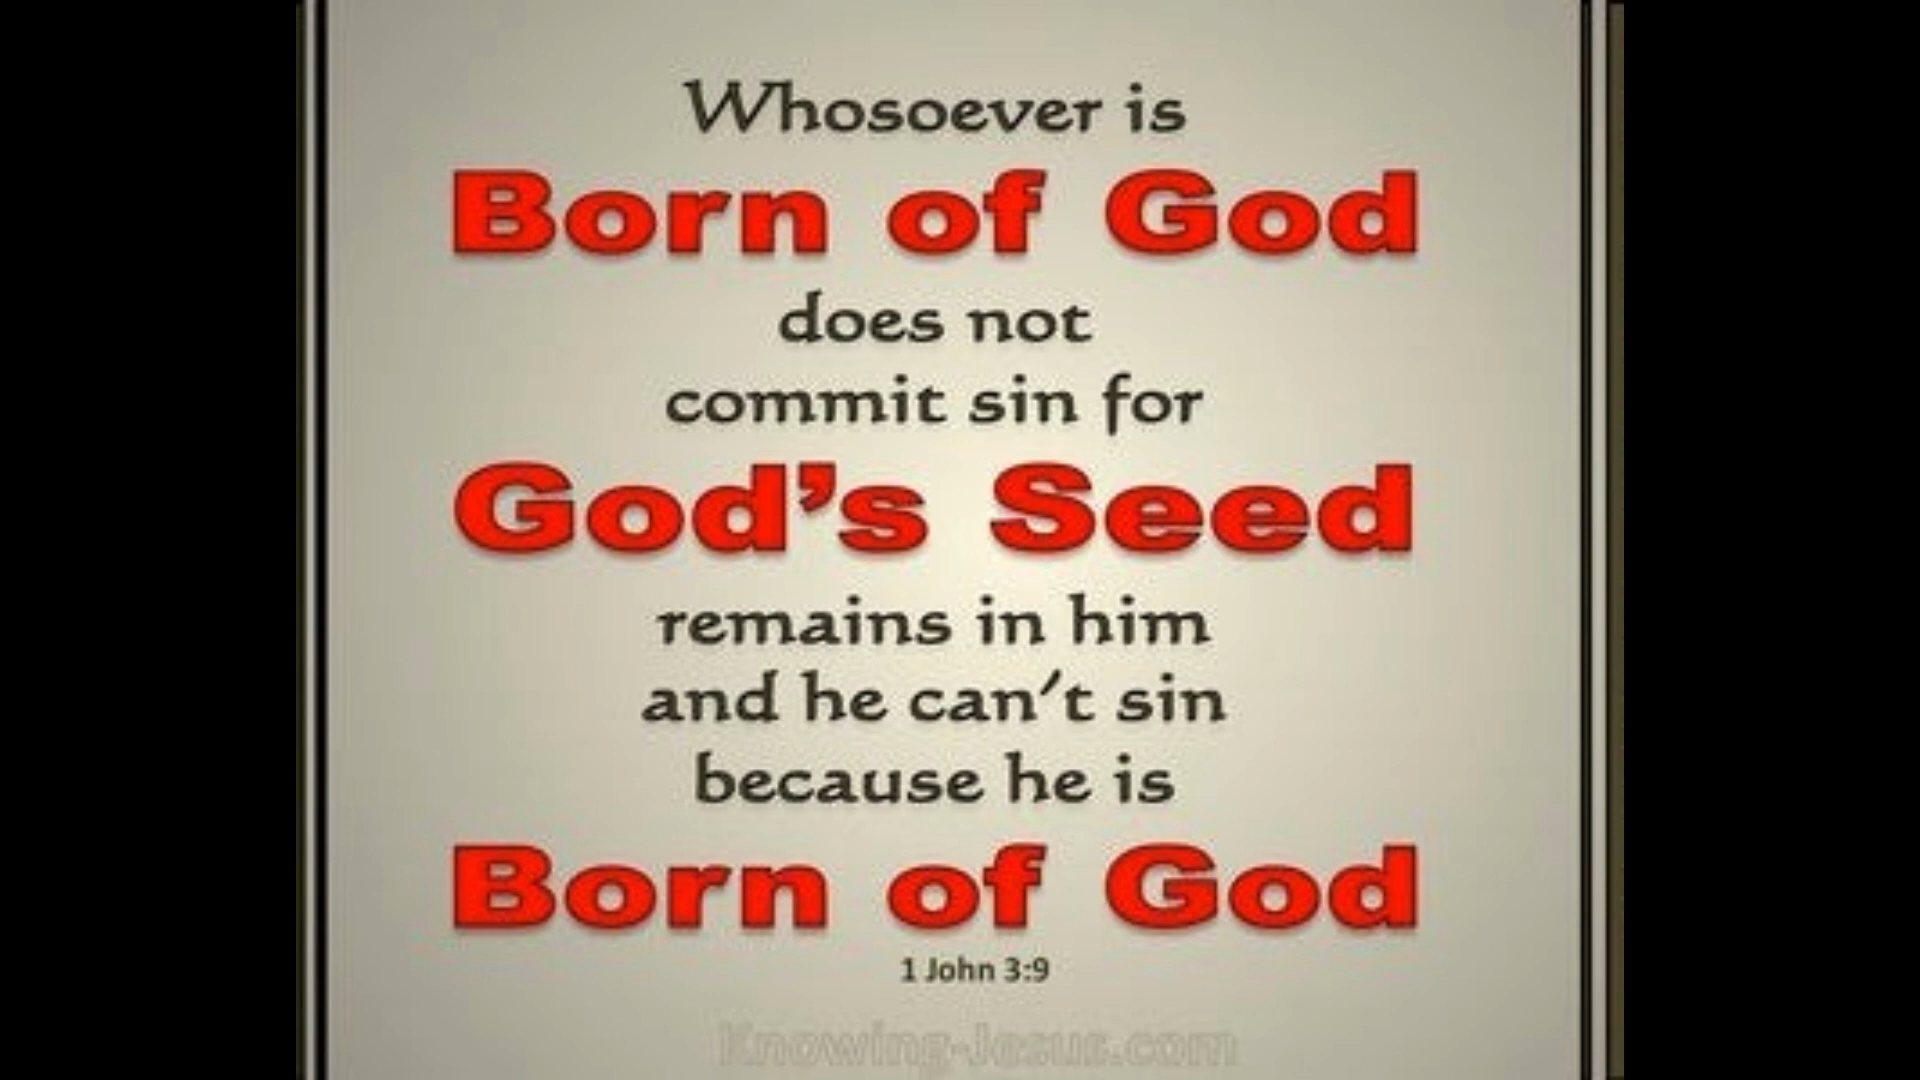 Whosoever is
Born of God
does not
commit sin for
God's Seed
remains in him
and he can't sin
because he is
Born of God
1 John 3:9
Knowing-Jesus.com